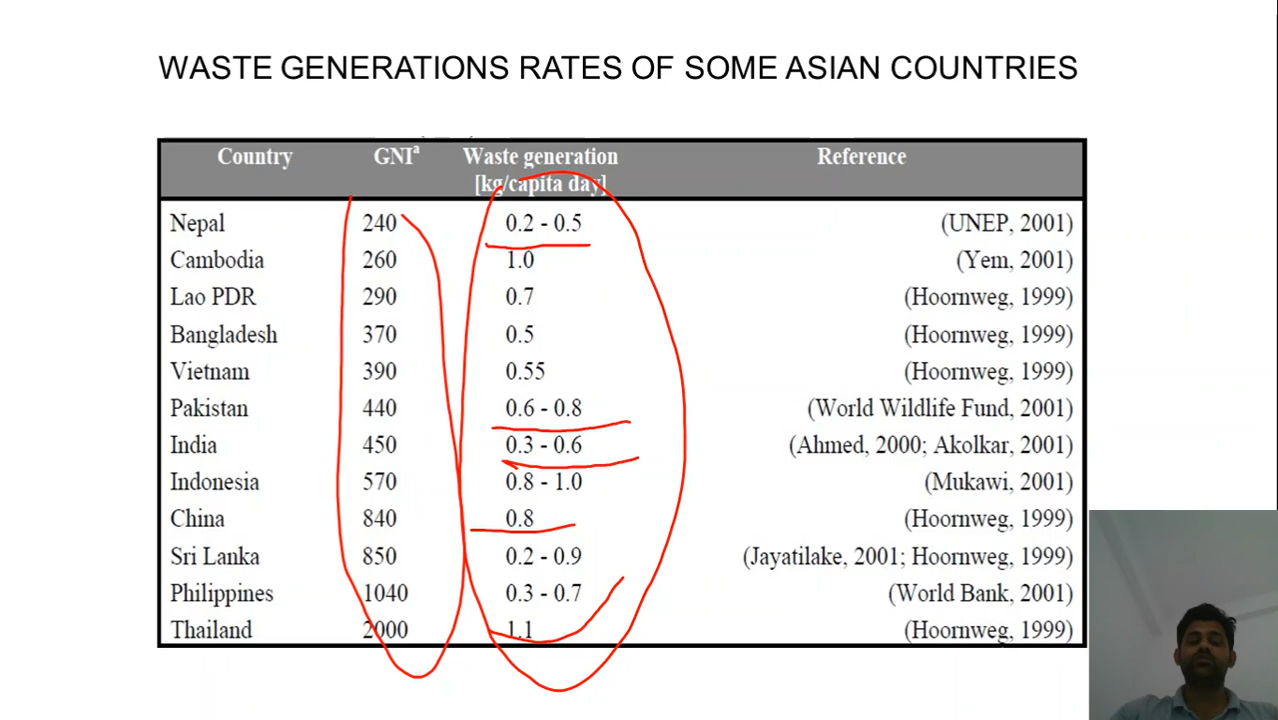 WASTE GENERATIONS RATES OF SOME ASIAN COUNTRIES
Country GNIa Waste generation [kg/capita day] Reference
Nepal 240 0.2 - 0.5 (UNEP, 2001)
Cambodia 260 1.0 (Yem, 2001)
Lao PDR 290 0.7 (Hoornweg, 1999)
Bangladesh 370 0.5 (Hoornweg, 1999)
Vietnam 390 0.55 (Hoornweg, 1999)
Pakistan 440 0.6 - 0.8 (World Wildlife Fund, 2001)
India 450 0.3 - 0.6 (Ahmed, 2000; Akolkar, 2001)
Indonesia 570 0.8 - 1.0 (Mukawi, 2001)
China 840 0.8 (Hoornweg, 1999)
Sri Lanka 850 0.2 - 0.9 (Jayatilake, 2001; Hoornweg, 1999)
Philippines 1040 0.3 - 0.7 (World Bank, 2001)
Thailand 2000 1.1 (Hoornweg, 1999)